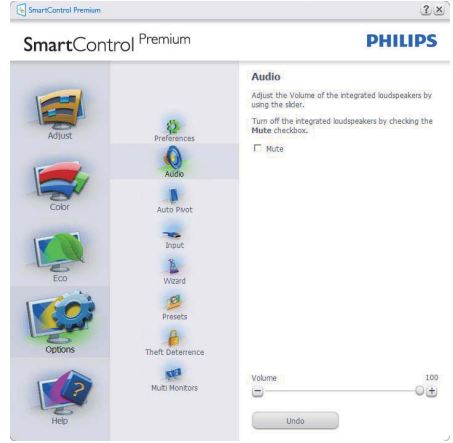 SmartControl Premium
SmartControl Premium
PHILIPS
Adjust
Color
Eco
Options
Help
Preferences
Audio
Auto Pivot
Input
Wizard
Presets
Theft Deterrence
Multi Monitors
Audio
Adjust the Volume of the integrated loudspeakers by
using the slider.
Turn off the integrated loudspeakers by checking the
Mute checkbox.
Mute
Volume 100
Undo